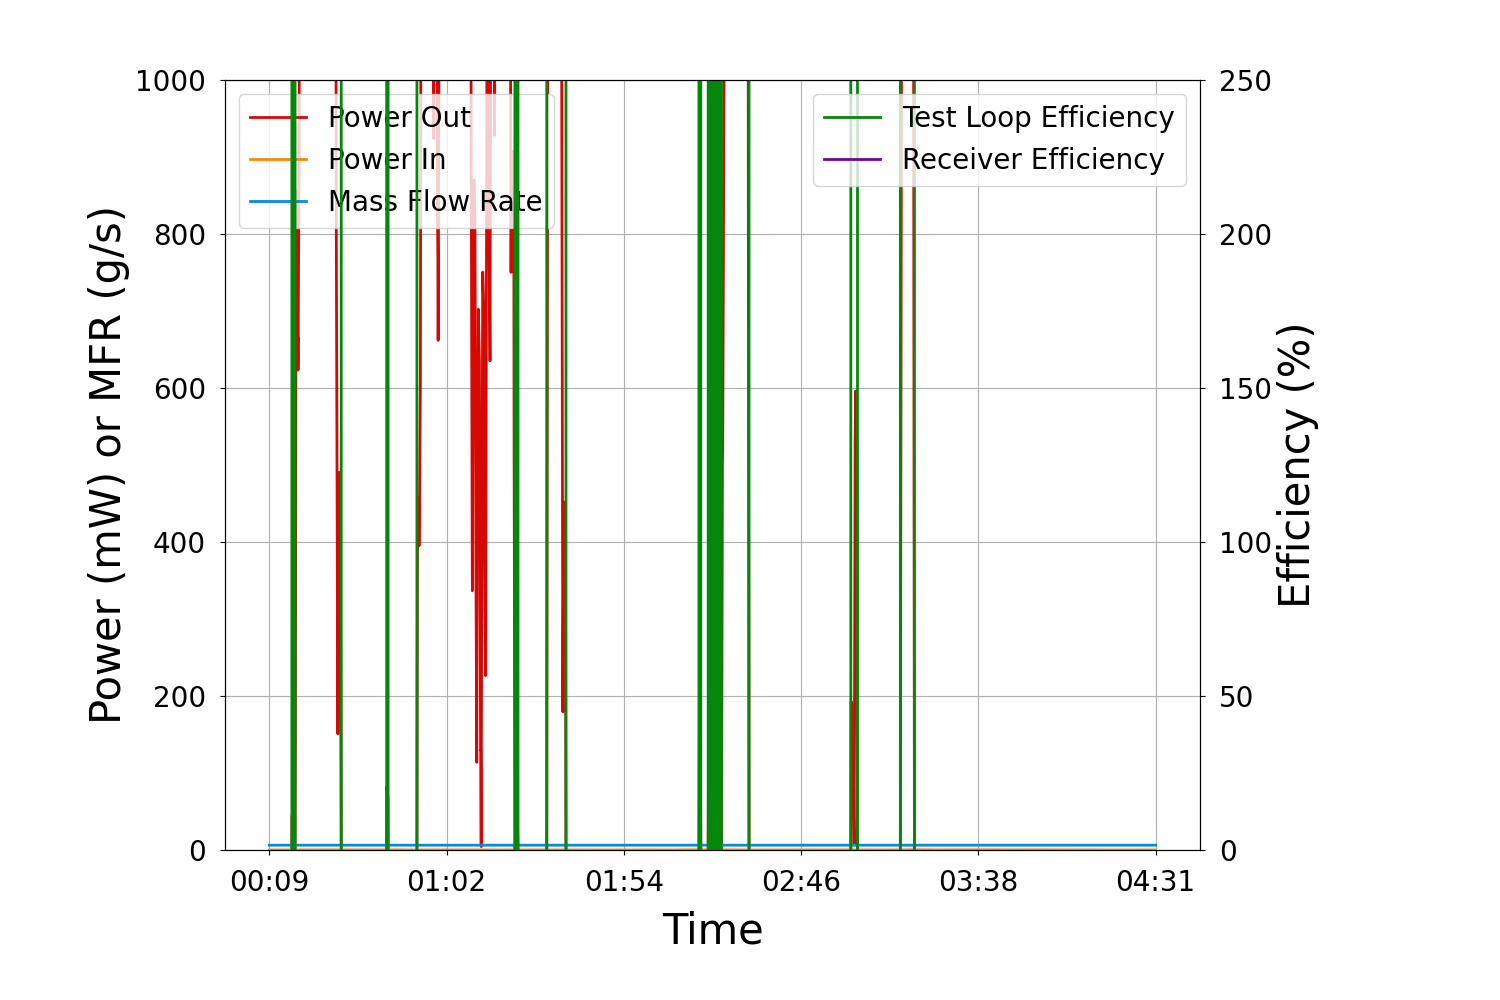 1000
800
600
400
200
0
Power (mW) or MFR (g/s)
Power Out
Power In
Mass Flow Rate
Test Loop Efficiency
Receiver Efficiency
250
200
150
100
50
0
Efficiency (%)
00:09 01:02 01:54 02:46 03:38 04:31
Time